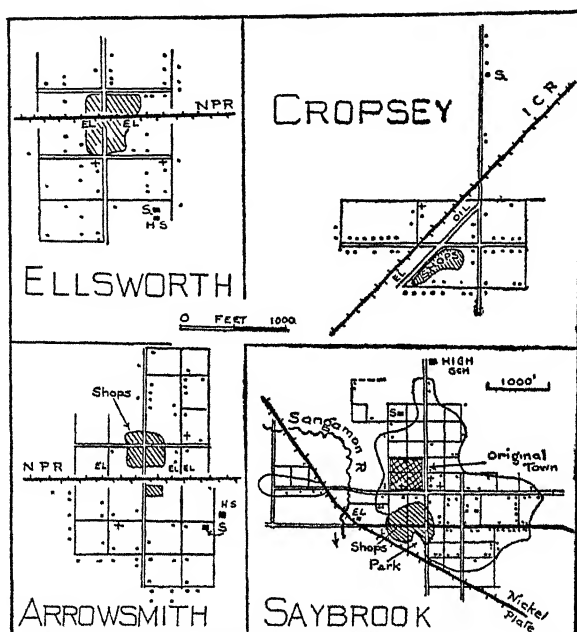 NPR
EL EL
S
HS
ELLSWORTH
CROPSEY
S.
ICR
OIL
EL
SHOPS
0 FEET 1000
Shops
NPR
EL
EL EL
HS
S
ARROWSMITH
HIGH
SCH
1000'
Sangamon R
S
Original
Town
EL
Shops
Park
Nickel
Plate
SAYBROOK